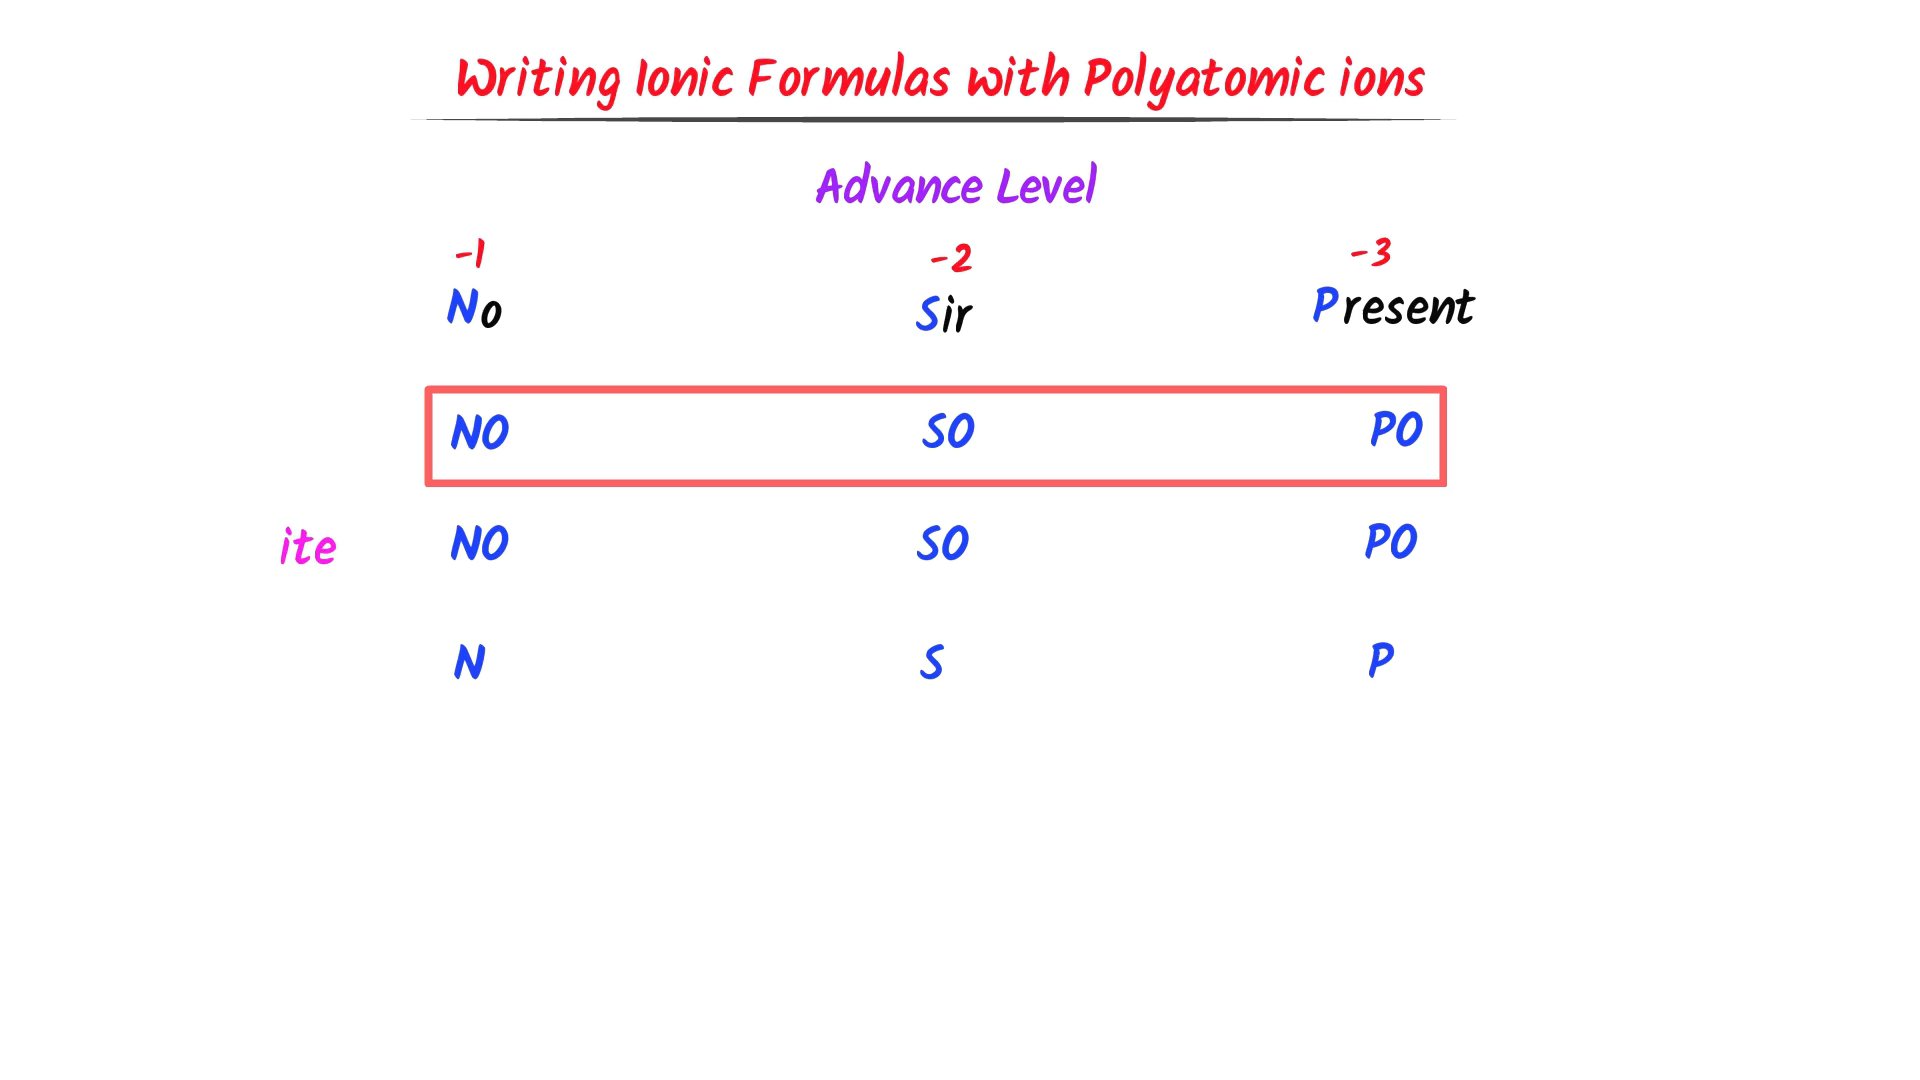 Writing Ionic Formulas with Polyatomic ions
Advance Level
-1 -2 -3
No Sir Present
NO SO PO
ite NO SO PO
N S P